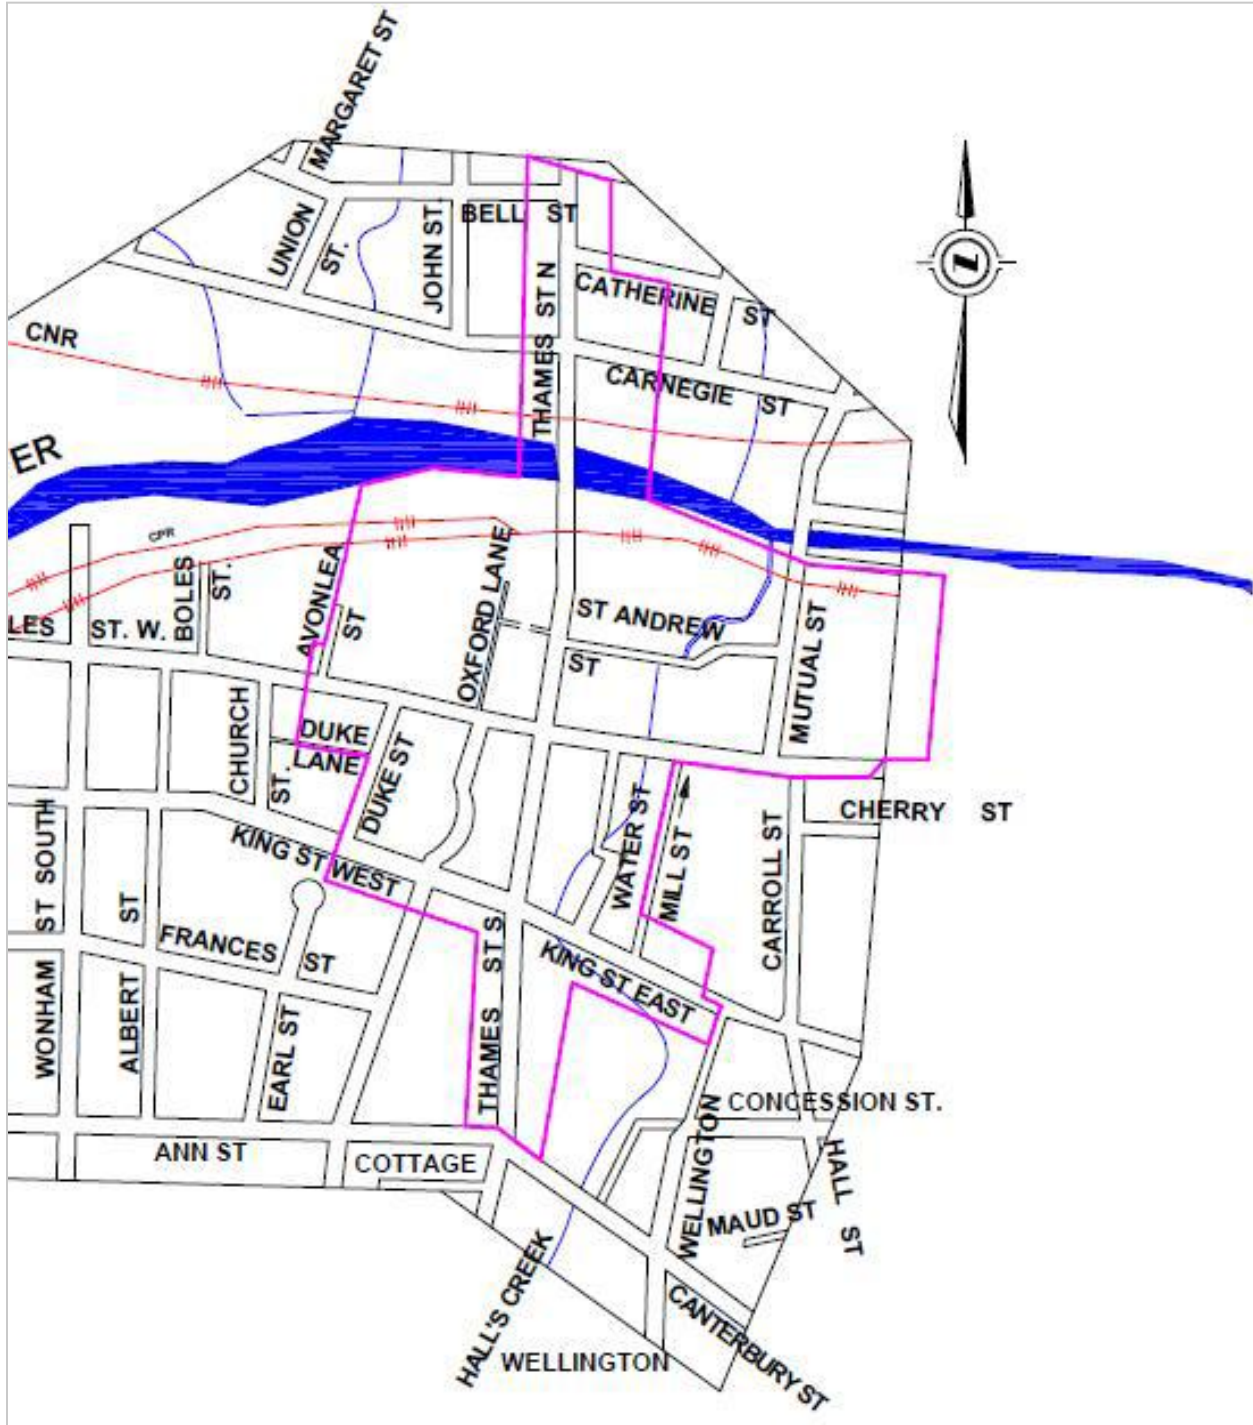 MARGARET ST
UNION
ST.
JOHN ST.
BELL ST
THAMES ST N
CATHERINE
ST
CARNEGIE
ST
CNR
ER
CPR
LES ST. W.
BOLES
ST.
AVONLEA
ST
OXFORD LANE
ST ANDREW
ST
MUTUAL ST
CHURCH
ST.
DUKE
LANE
DUKE ST
KING ST WEST
WATER ST
MILL ST
CARROLL ST
CHERRY ST
ST SOUTH
WONHAM
ST
ALBERT
FRANCES
ST
EARL ST
THAMES ST S
KING ST EAST
CONCESSION ST.
ANN ST
COTTAGE
WELLINGTON
HALL ST
MAUD ST
HALL'S CREEK
CANTERBURY ST
WELLINGTON
N